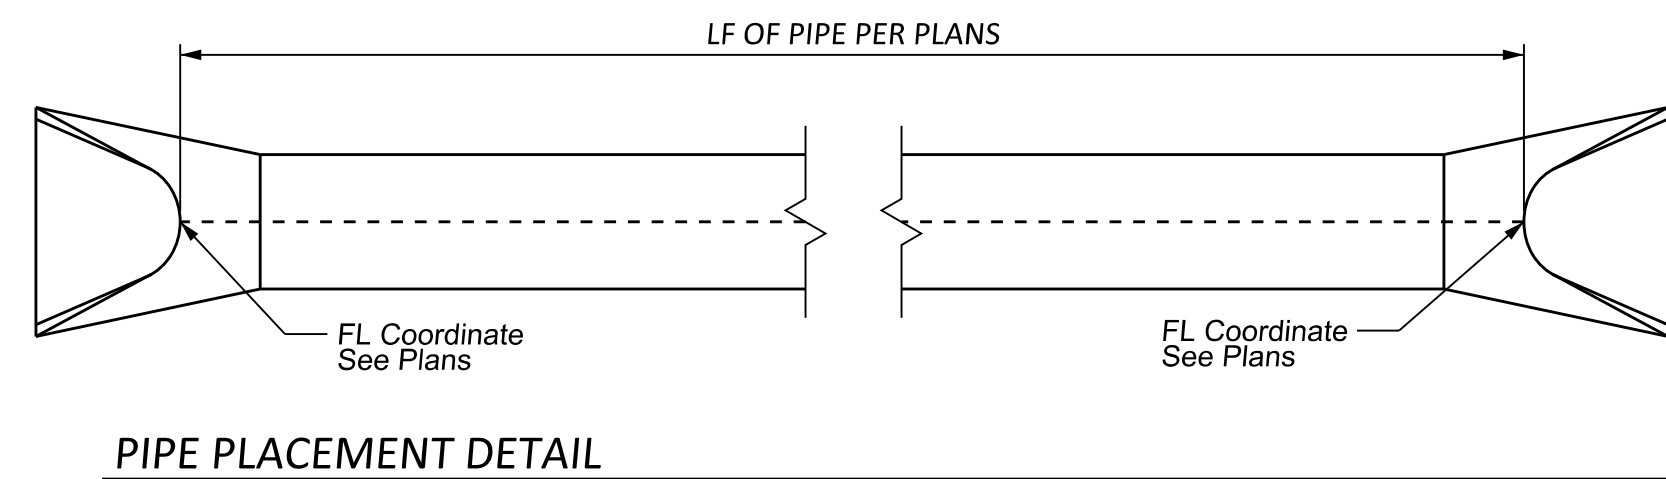 LF OF PIPE PER PLANS
FL Coordinate
See Plans
FL Coordinate
See Plans
PIPE PLACEMENT DETAIL